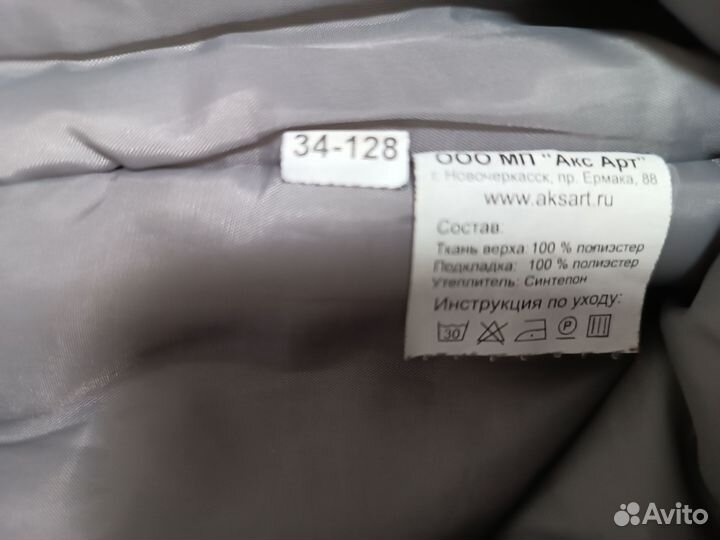 34-128
ООО МП "Акс Арт"
г. Новочеркасск, пр. Ермака, 88
www.aksart.ru
Состав:
Ткань верха: 100 % полиэстер
Подкладка: 100 % полиэстер
Утеплитель: Синтепон
Инструкция по уходу:
30 P
Avito